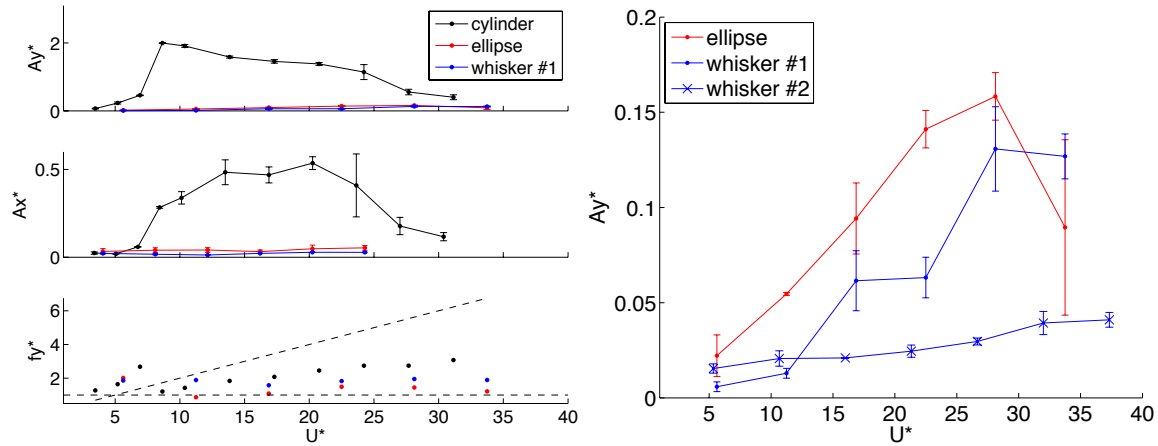 Ay*
2
0
cylinder
ellipse
whisker #1
Ax*
0.5
0
fy*
6
4
2
0 5 10 15 20 25 30 35 40
U*
Ay*
0.2
0.15
0.1
0.05
0
ellipse
whisker #1
whisker #2
5 10 15 20 25 30 35 40
U*